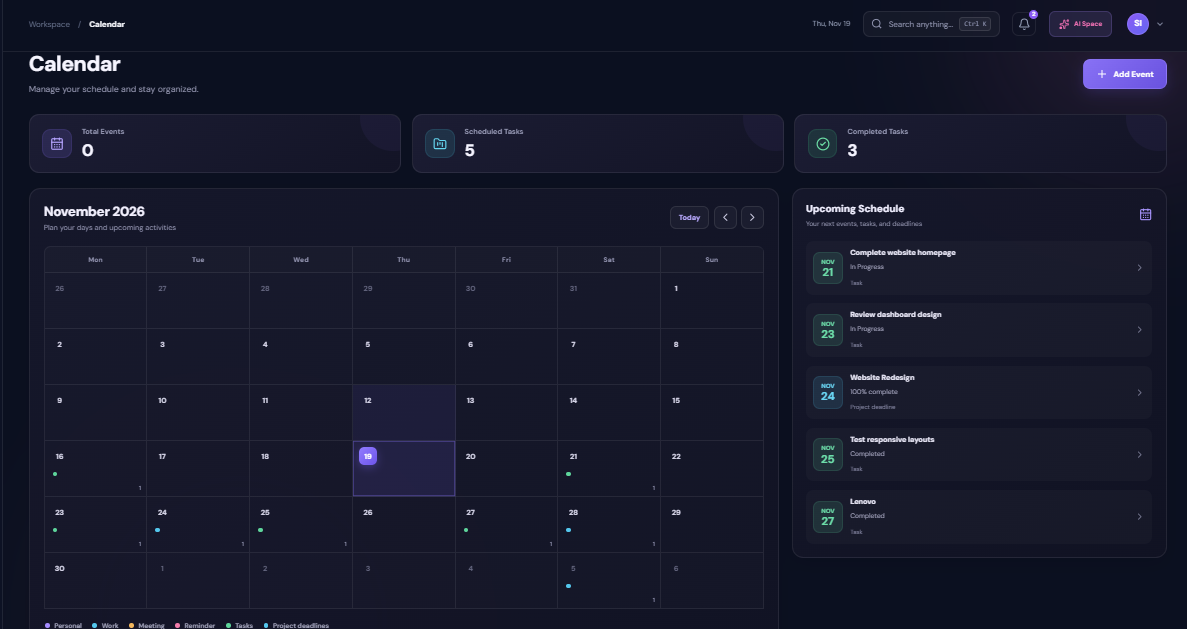 Workspace / Calendar
Thu, Nov 19
Search anything...
Ctrl K
2
AI Space
SI
Calendar
Manage your schedule and stay organized.
Add Event
Total Events
0
Scheduled Tasks
5
Completed Tasks
3
November 2026
Plan your days and upcoming activities
Today
Mon Tue Wed Thu Fri Sat Sun
26 27 28 29 30 31 1
2 3 4 5 6 7 8
9 10 11 12 13 14 15
16 17 18 19 20 21 22
1 1
23 24 25 26 27 28 29
1 1 1 1 1
30 1 2 3 4 5 6
1
Personal Work Meeting Reminder Tasks Project deadlines
Upcoming Schedule
Your next events, tasks, and deadlines
NOV
21
Complete website homepage
In Progress
Task
NOV
23
Review dashboard design
In Progress
Task
NOV
24
Website Redesign
100% complete
Project deadline
NOV
25
Test responsive layouts
Completed
Task
NOV
27
Lenovo
Completed
Task